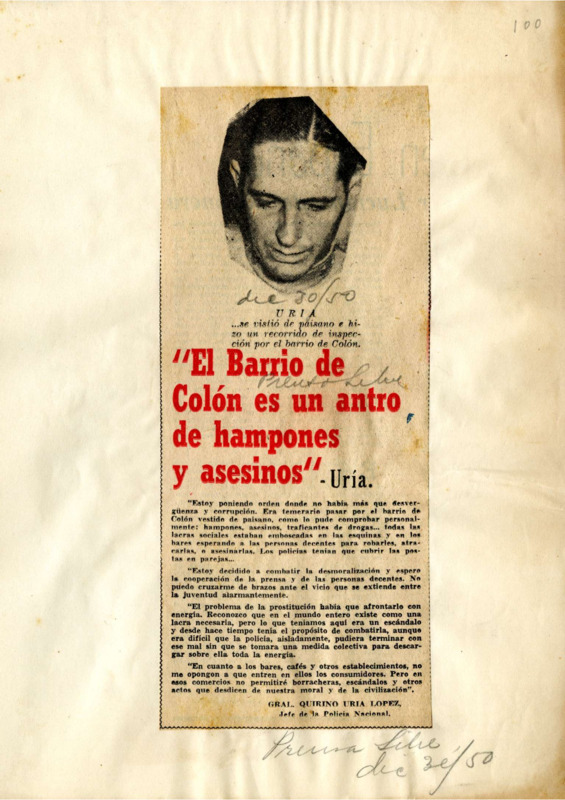 100
dic 30/50
URIA
...se vistió de paisano e hi-
zo un recorrido de inspec-
ción por el barrio de Colón.
"El Barrio de
Prensa Libre
Colón es un antro
de hampones
y asesinos" - Uría.
"Estoy poniendo orden donde no había más que desver-
güenza y corrupción. Era temerario pasar por el barrio de
Colón vestido de paisano, como lo pude comprobar personal-
mente: hampones, asesinos, traficantes de drogas... todas las
lacras sociales estaban emboscadas en las esquinas y en los
bares esperando a las personas decentes para robarles, atra-
carlas, o asesinarlas. Los policías tenían que cubrir las pos-
tas en parejas...
"Estoy decidido a combatir la desmoralización y espero
la cooperación de la prensa y de las personas decentes. No
puedo cruzarme de brazos ante el vicio que se extiende entre
la juventud alarmantemente.
"El problema de la prostitución había que afrontarlo con
energía. Reconozco que en el mundo entero existe como una
lacra necesaria, pero lo que teníamos aquí era un escándalo
y desde hace tiempo tenía el propósito de combatirla, aunque
era difícil que la policía, aisladamente, pudiera terminar con
ese mal sin que se tomara una medida colectiva para descar-
gar sobre ella toda la energía.
"En cuanto a los bares, cafés y otros establecimientos, no
me opongo a que entren en ellos los consumidores. Pero en
esos comercios no permitiré borracheras, escándalos y otros
actos que desdicen de nuestra moral y de la civilización".
GRAL. QUIRINO URIA LOPEZ,
Jefe de la Policía Nacional.
Prensa Libre
dic /50